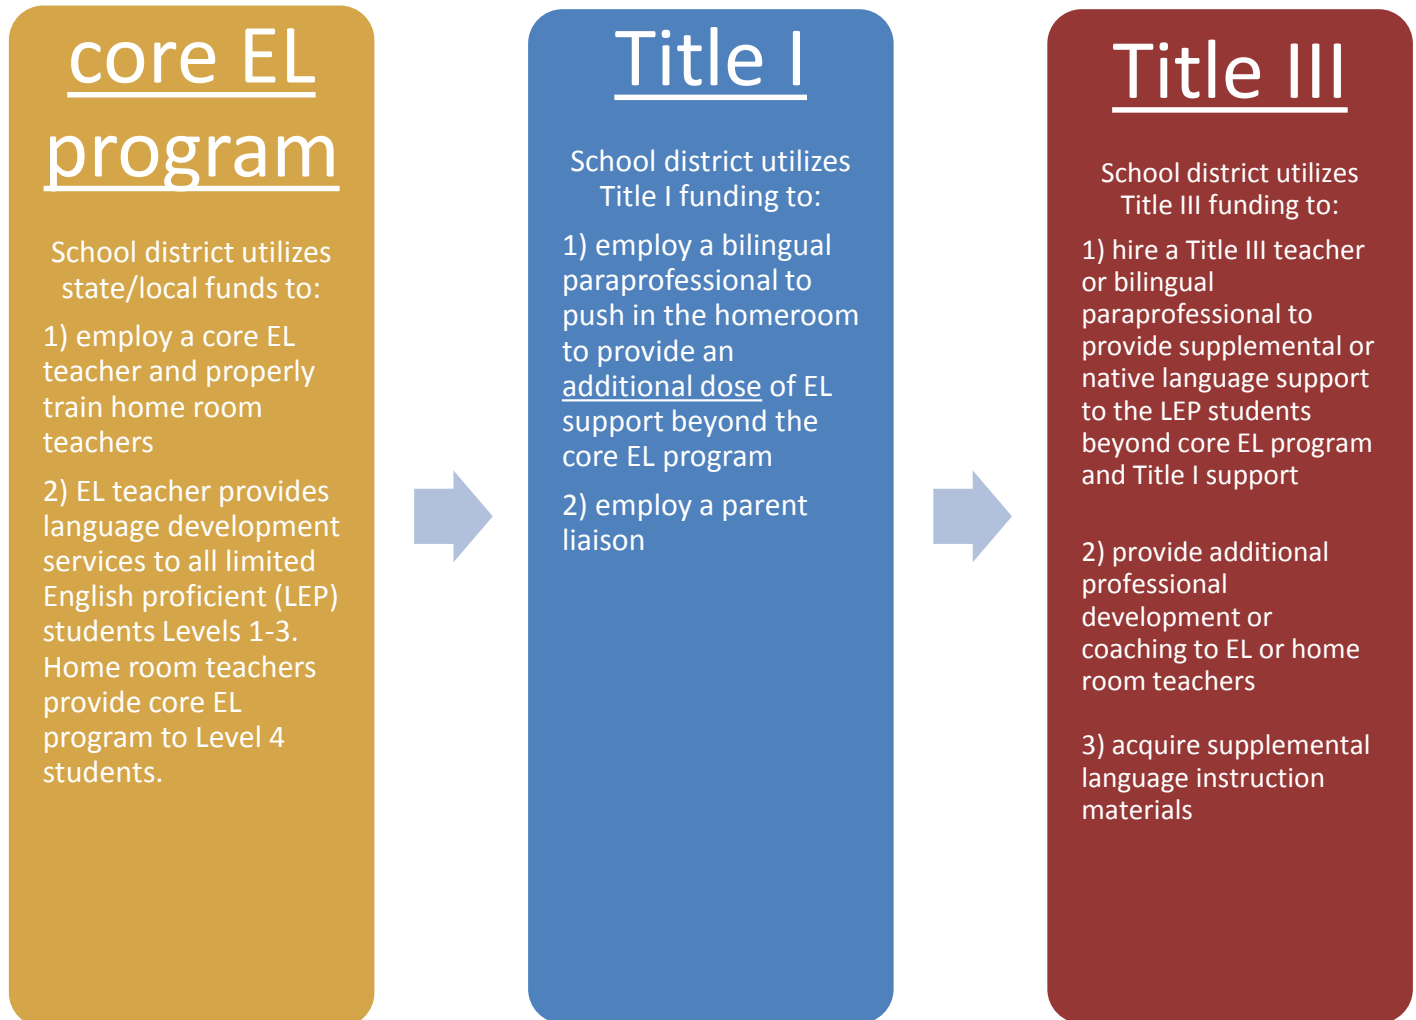 core EL
program
School district utilizes
state/local funds to:
1) employ a core EL
teacher and properly
train home room
teachers
2) EL teacher provides
language development
services to all limited
English proficient (LEP)
students Levels 1-3.
Home room teachers
provide core EL
program to Level 4
students.
Title I
School district utilizes
Title I funding to:
1) employ a bilingual
paraprofessional to
push in the homeroom
to provide an
additional dose of EL
support beyond the
core EL program
2) employ a parent
liaison
Title III
School district utilizes
Title III funding to:
1) hire a Title III teacher
or bilingual
paraprofessional to
provide supplemental or
native language support
to the LEP students
beyond core EL program
and Title I support
2) provide additional
professional
development or
coaching to EL or home
room teachers
3) acquire supplemental
language instruction
materials